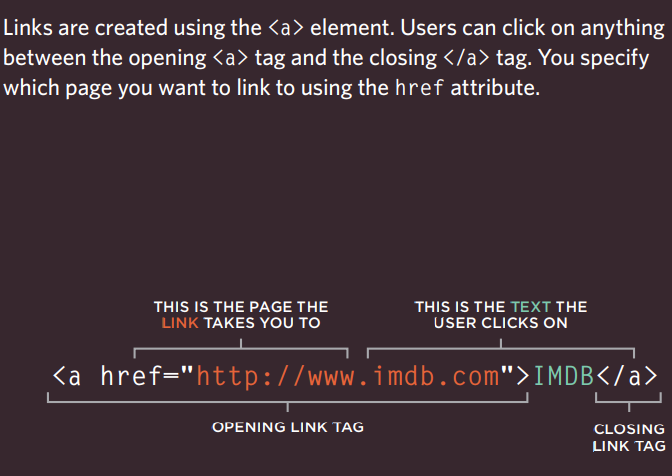 Links are created using the <a> element. Users can click on anything
between the opening <a> tag and the closing </a> tag. You specify
which page you want to link to using the href attribute.
THIS IS THE PAGE THE
LINK TAKES YOU TO
THIS IS THE TEXT THE
USER CLICKS ON
<a href="http://www.imdb.com">IMDB</a>
OPENING LINK TAG
CLOSING
LINK TAG